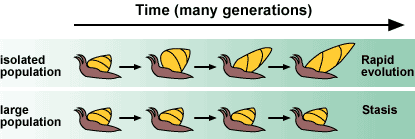 Time (many generations)
isolated
population
Rapid
evolution
large
population
Stasis